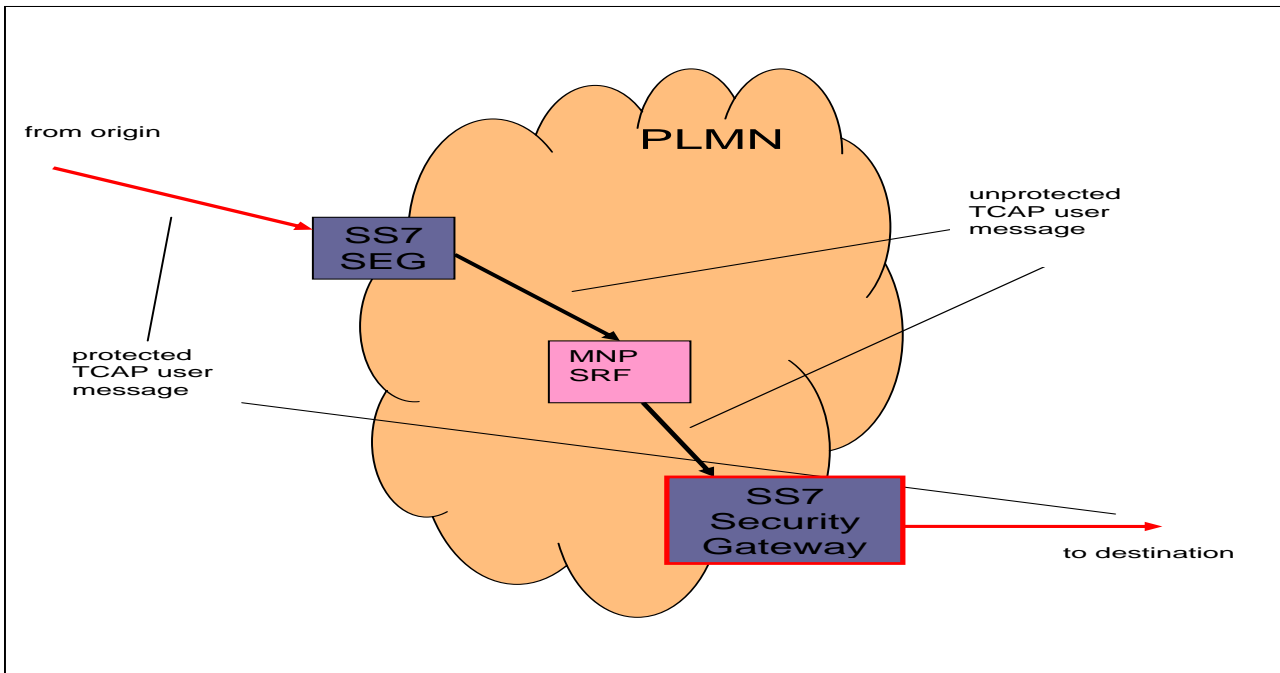 PLMN
from origin
unprotected
TCAP user
message
SS7
SEG
protected
TCAP user
message
MNP
SRF
SS7
Security
Gateway
to destination